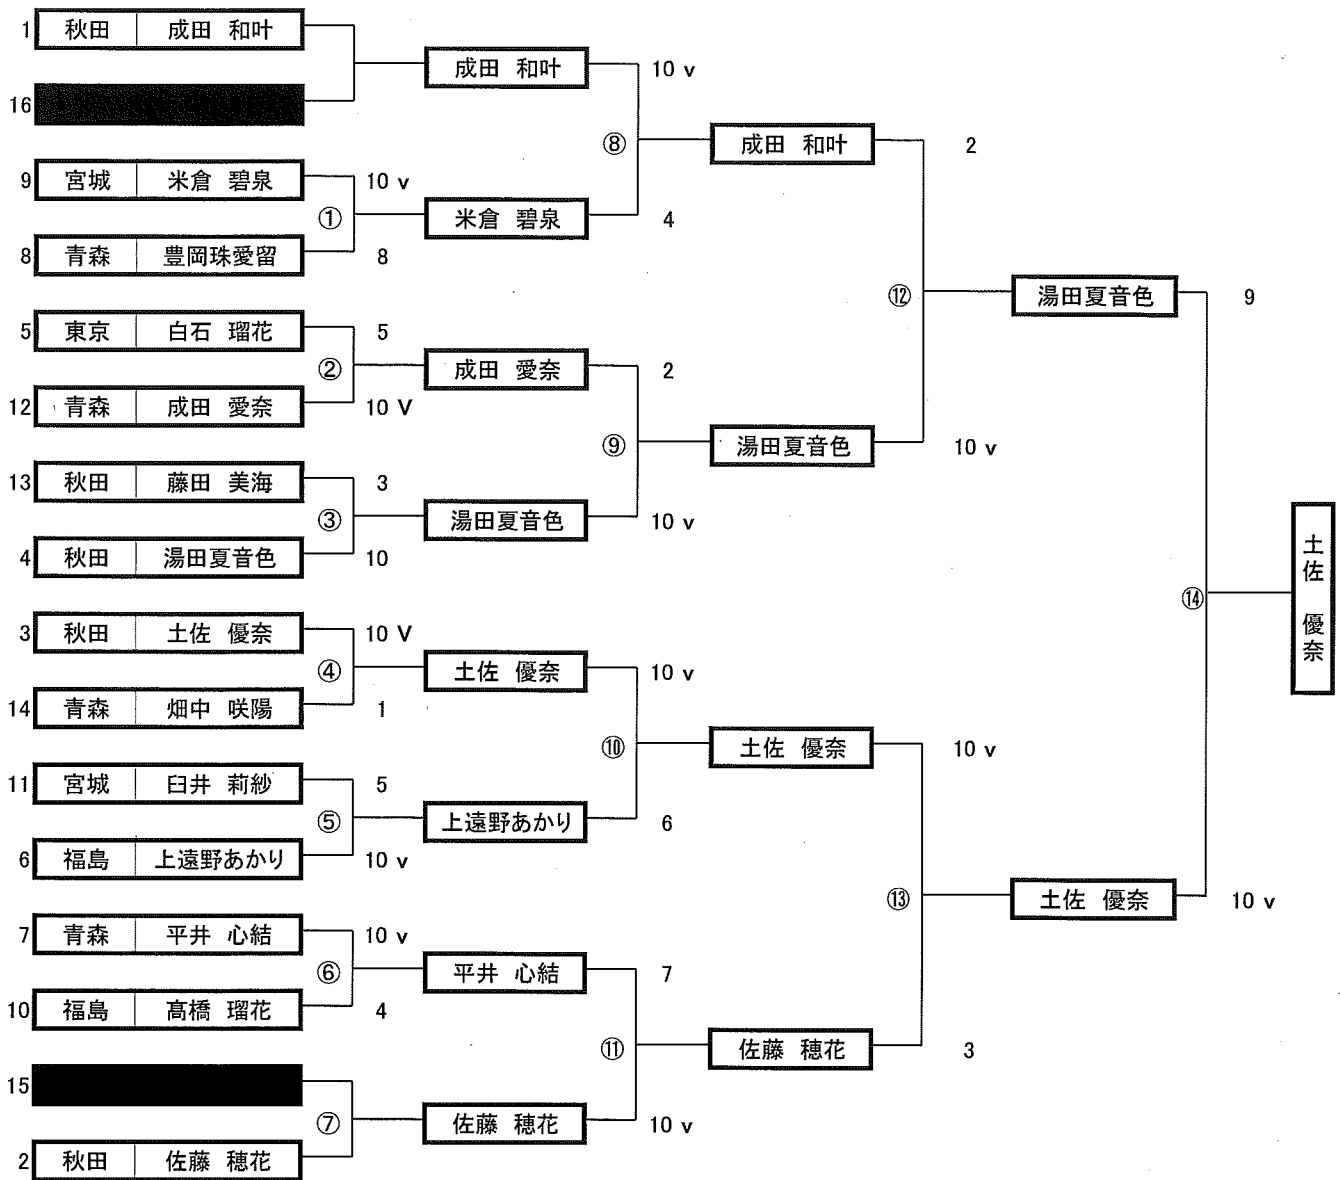 1 秋田 成田 和叶
16
9 宮城 米倉 碧泉 10 v
①
8 青森 豊岡珠愛留 8
5 東京 白石 瑠花 5
②
12 青森 成田 愛奈 10 V
13 秋田 藤田 美海 3
③
4 秋田 湯田夏音色 10
3 秋田 土佐 優奈 10 V
④
14 青森 畑中 咲陽 1
11 宮城 臼井 莉紗 5
⑤
6 福島 上遠野あかり 10 v
7 青森 平井 心結 10 v
⑥
10 福島 髙橋 瑠花 4
15
⑦
2 秋田 佐藤 穂花
成田 和叶 10 v
⑧
米倉 碧泉 4
成田 愛奈 2
⑨
湯田夏音色 10 v
土佐 優奈 10 v
⑩
上遠野あかり 6
平井 心結 7
⑪
佐藤 穂花 10 v
成田 和叶 2
⑫
湯田夏音色 10 v
土佐 優奈 10 v
⑬
佐藤 穂花 3
湯田夏音色 9
⑭
土佐 優奈 10 v
土佐 優奈